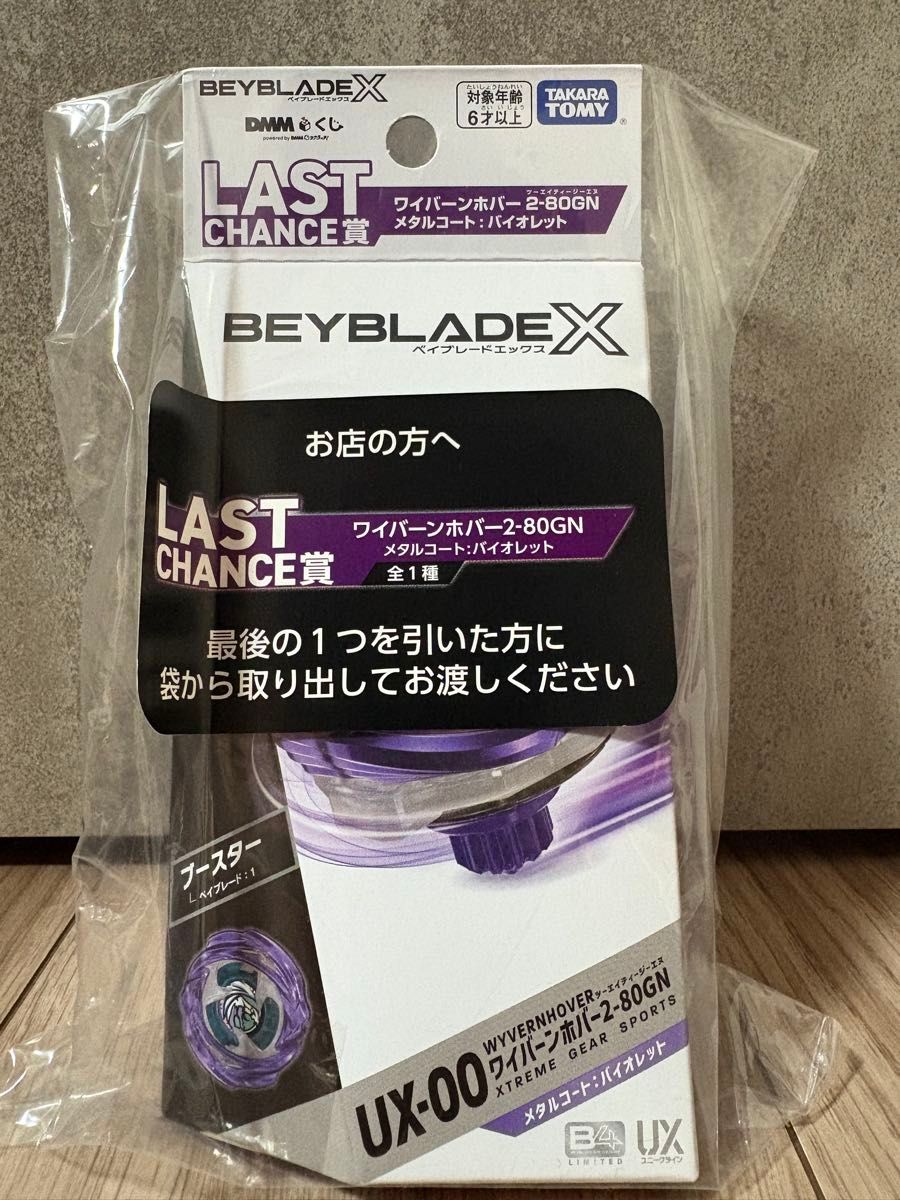 BEYBLADE X
ベイブレードエックス
たいしょうねんれい
対象年齢
さい いじょう
6才以上
TAKARA
TOMY
DMMくじ
LAST
CHANCE賞
ツーエイティージーエヌ
ワイバーンホバー 2-80GN
メタルコート:バイオレット
BEYBLADE X
ベイブレードエックス
お店の方へ
LAST
CHANCE賞
ワイバーンホバー2-80GN
メタルコート:バイオレット
全1種
最後の1つを引いた方に
袋から取り出してお渡しください
ブースター
ベイブレード:1
UX-00
WYVERNHOVER ツーエイティージーエヌ
ワイバーンホバー2-80GN
XTREME GEAR SPORTS
メタルコート:バイオレット
B4
LIMITED
UX
ユニークライン